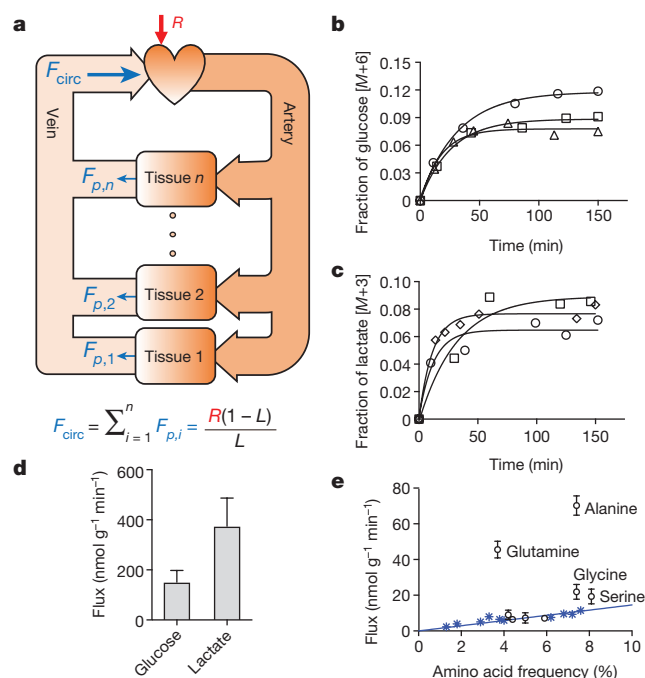 a
R
F_circ
Vein
Artery
F_p,n
Tissue n
F_p,2
Tissue 2
F_p,1
Tissue 1
F_circ = ∑ⁿ_{i = 1} F_p,i = R(1 – L) / L
b
Fraction of glucose [M+6]
0.15
0.12
0.09
0.06
0.03
0
0 50 100 150
Time (min)
c
Fraction of lactate [M+3]
0.10
0.08
0.06
0.04
0.02
0
0 50 100 150
Time (min)
d
Flux (nmol g⁻¹ min⁻¹)
600
400
200
0
Glucose
Lactate
e
Flux (nmol g⁻¹ min⁻¹)
80
60
40
20
0
Alanine
Glutamine
Glycine
Serine
0 2 4 6 8 10
Amino acid frequency (%)